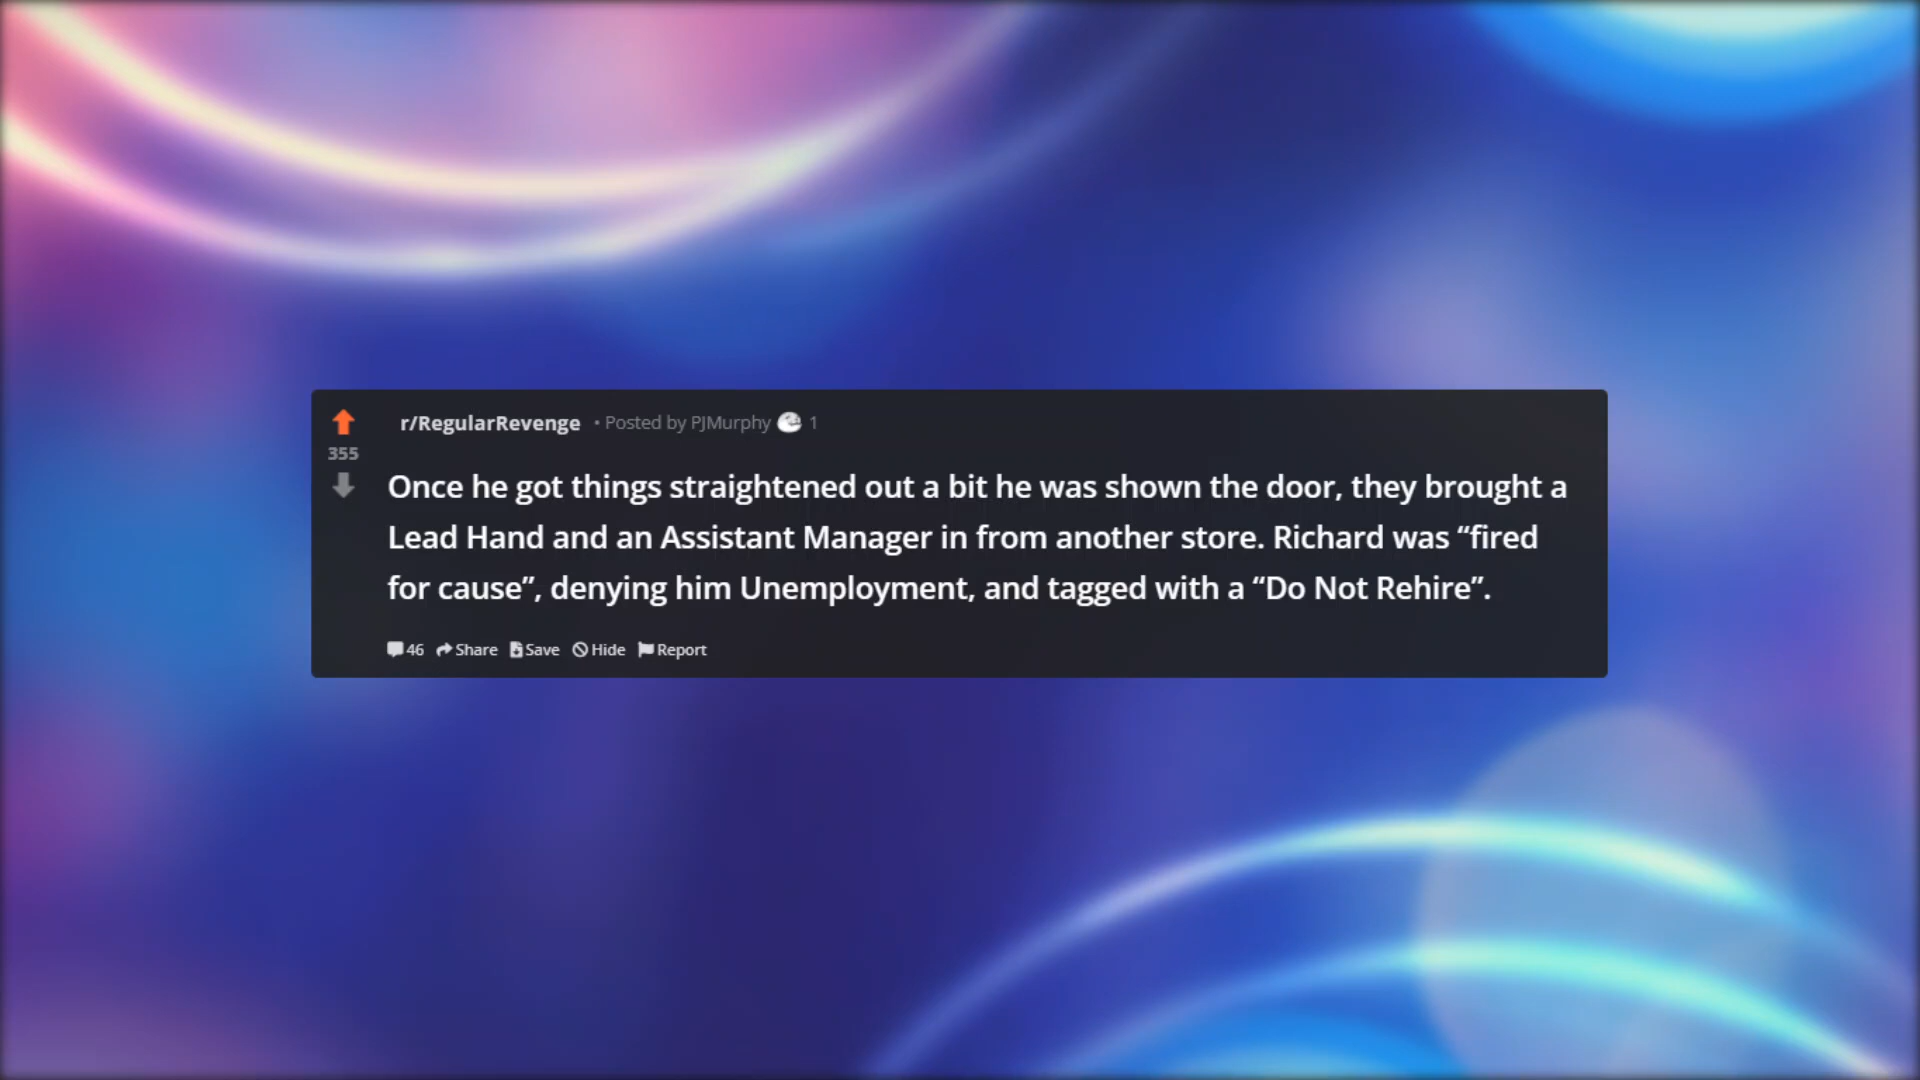 r/RegularRevenge • Posted by PJMurphy 1
355
Once he got things straightened out a bit he was shown the door, they brought a
Lead Hand and an Assistant Manager in from another store. Richard was “fired
for cause”, denying him Unemployment, and tagged with a “Do Not Rehire”.
46 Share Save Hide Report